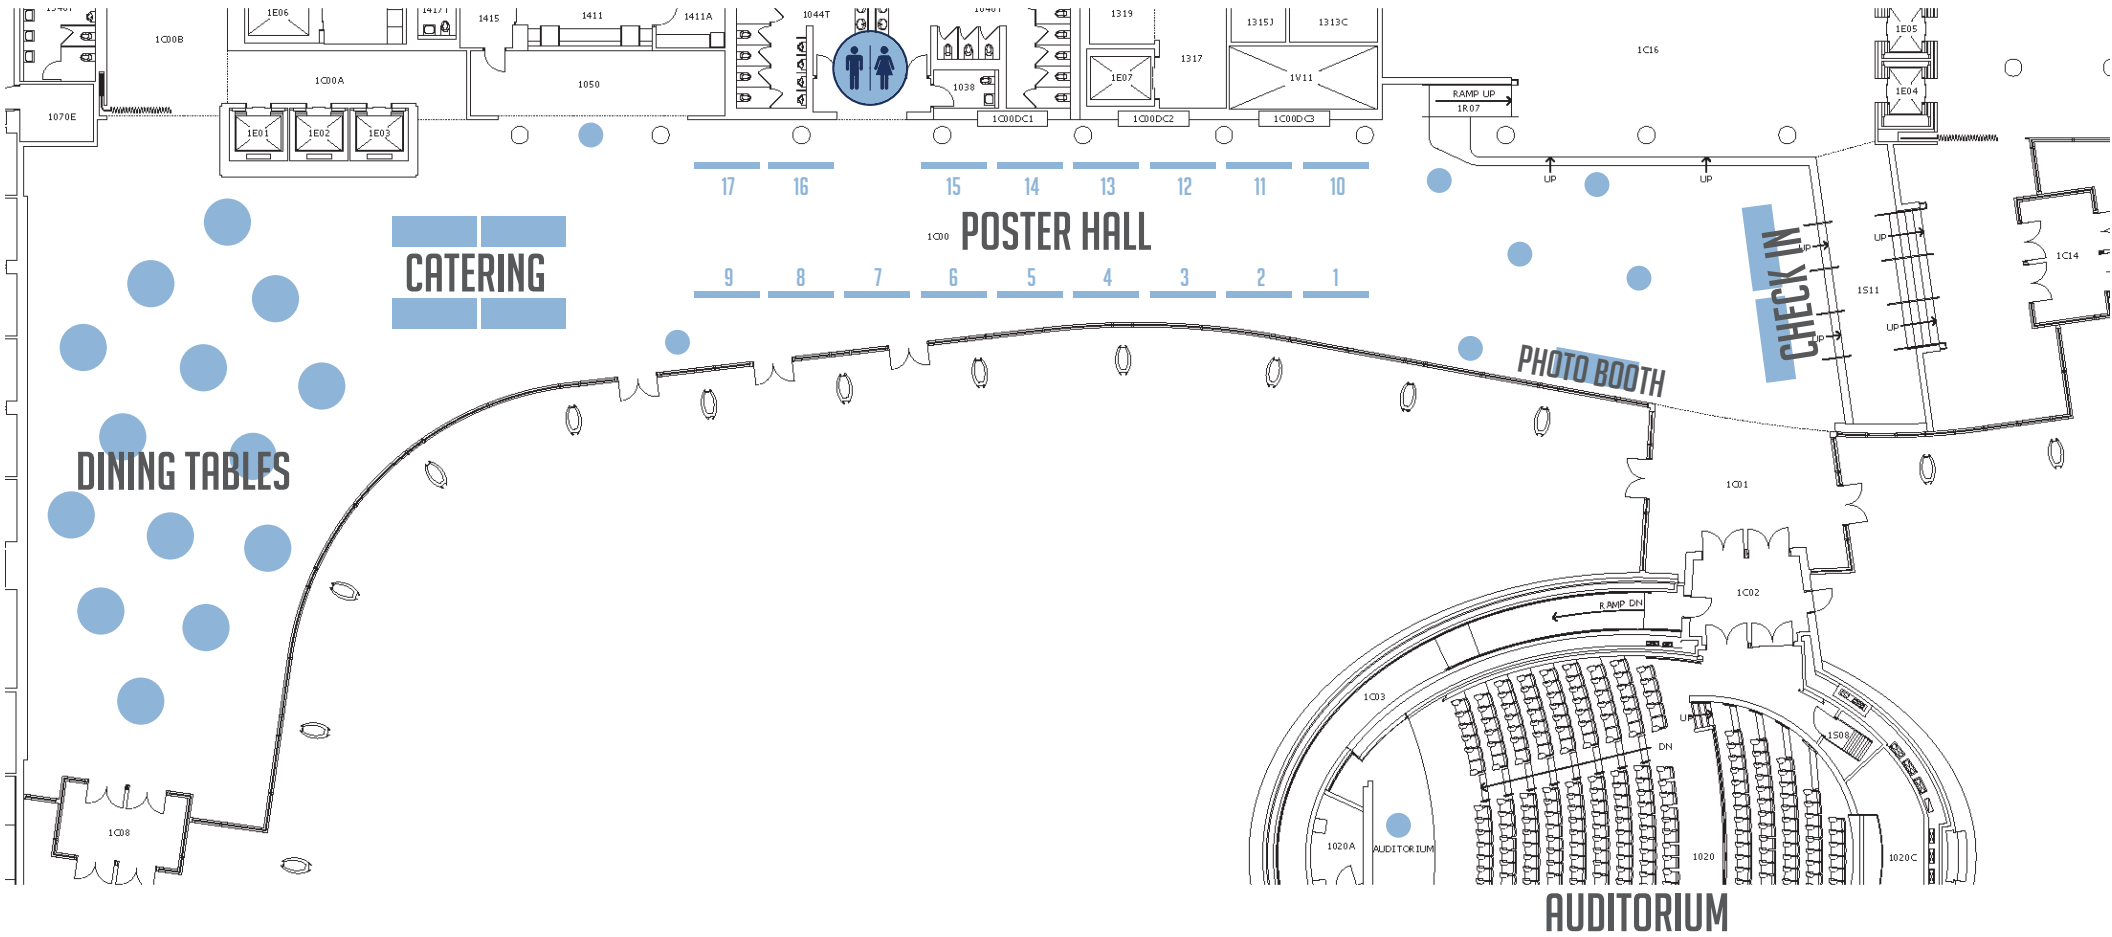 1E06
1417T
1415
1411
1411A
1044T
1319
1315J
1313C
1E05
1C00B
1C16
1C00A
1050
1038
1E07
1317
1V11
RAMP UP
1R07
1E04
1070E
1E01
1E02
1E03
1C00DC1
1C00DC2
1C00DC3
UP
UP
17
16
15
14
13
12
11
10
1C00
POSTER HALL
CATERING
9
8
7
6
5
4
3
2
1
CHECK IN
UP
UP
UP
UP
1S11
1C14
PHOTO BOOTH
DINING TABLES
1C01
1C02
RAMP DN
1C03
UP
DN
1S08
1C08
1020A
AUDITORIUM
1020
1020C
AUDITORIUM